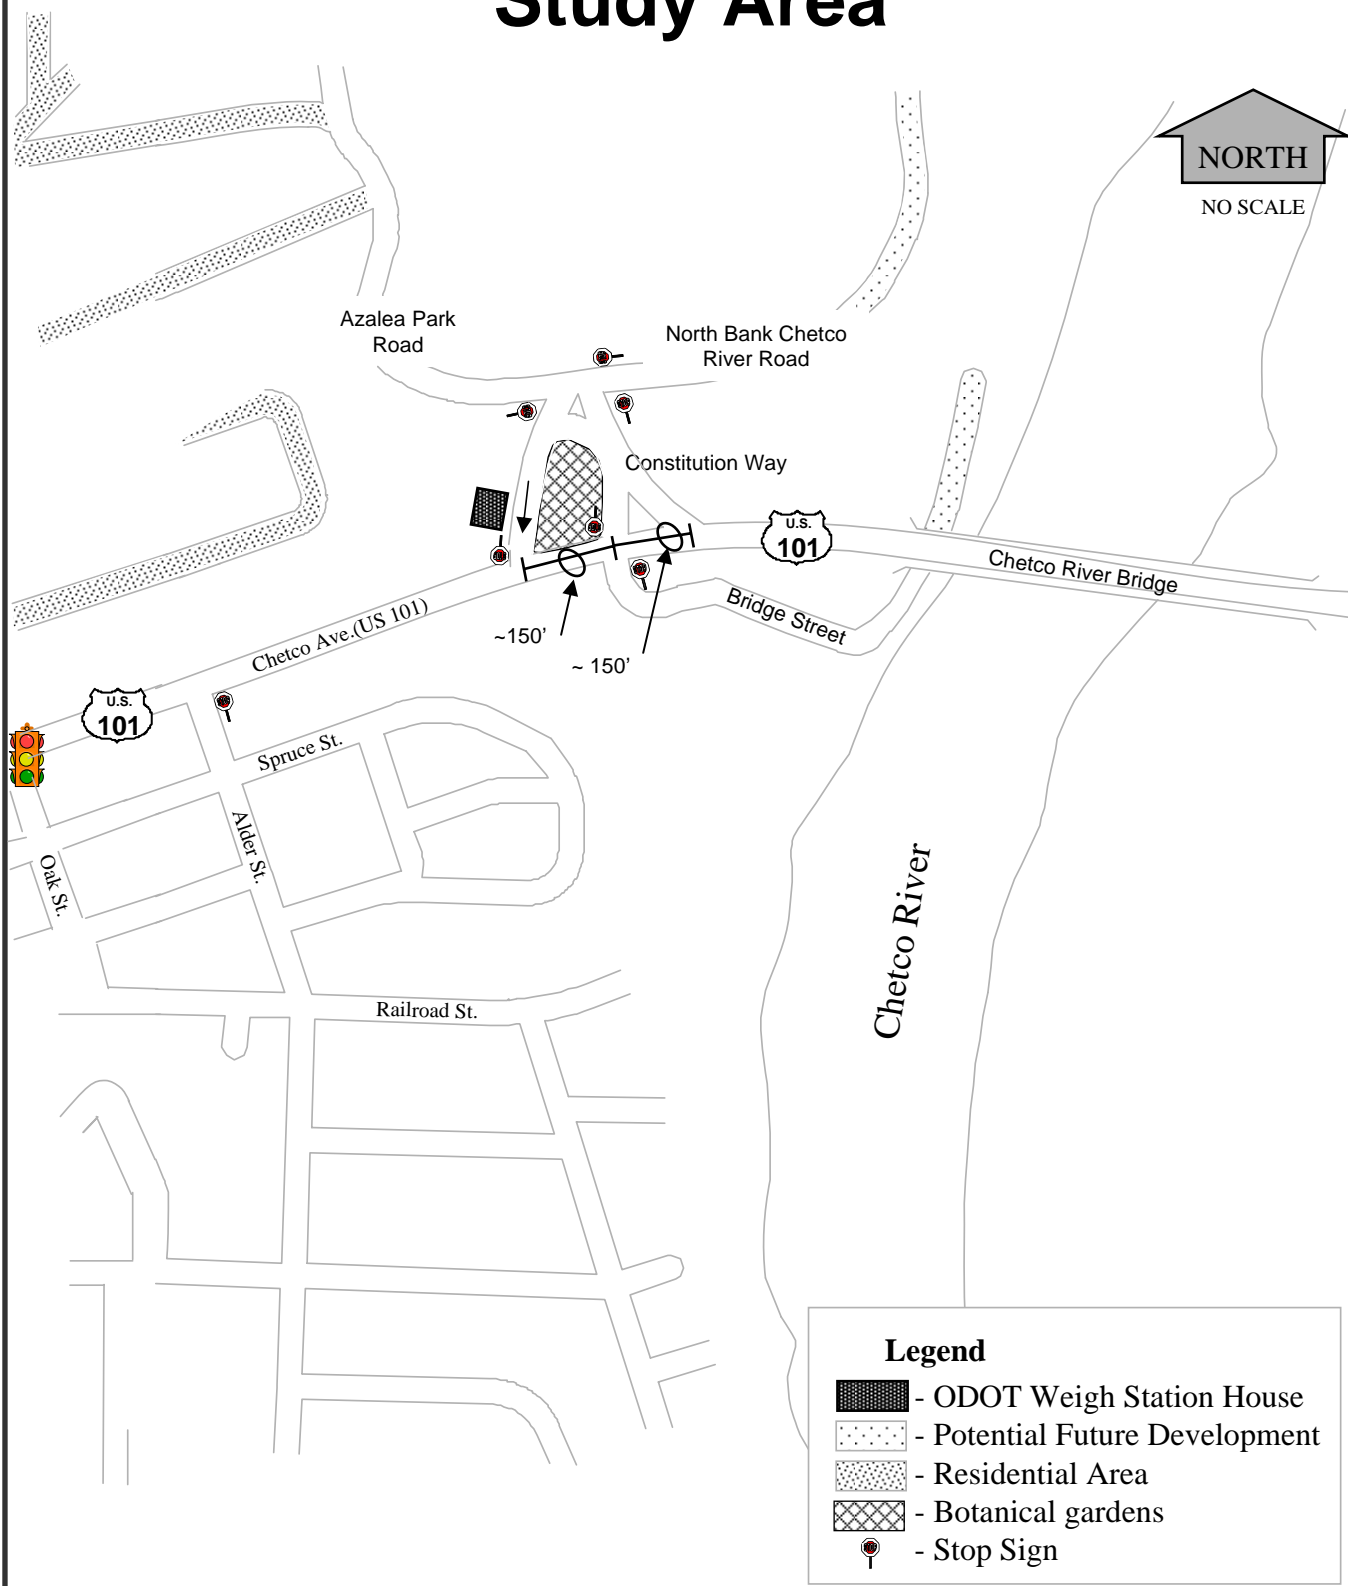 Study Area
NORTH
NO SCALE
Azalea Park
Road
North Bank Chetco
River Road
Constitution Way
U.S.
101
Chetco River Bridge
Bridge Street
~150’
~ 150’
Chetco Ave.(US 101)
U.S.
101
Spruce St.
Alder St.
Oak St.
Chetco River
Railroad St.
Legend
- ODOT Weigh Station House
- Potential Future Development
- Residential Area
- Botanical gardens
- Stop Sign